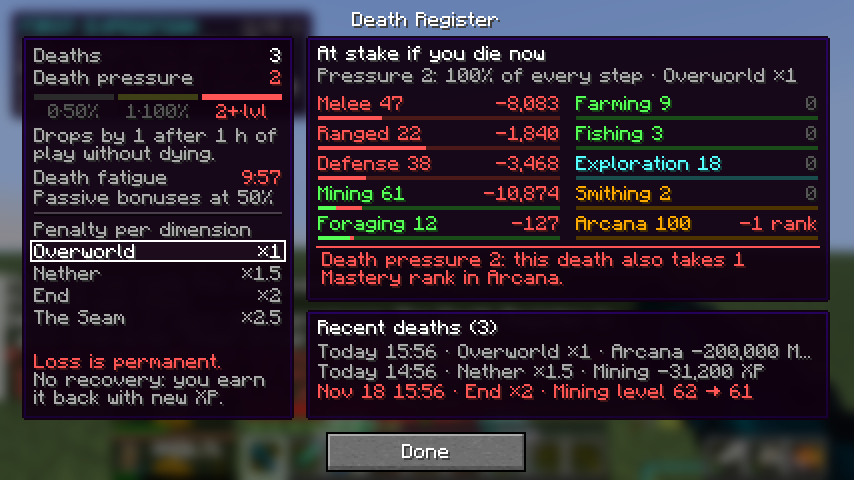 Death Register
Deaths 3
Death pressure 2
0·50% 1·100% 2+·lvl
Drops by 1 after 1 h of
play without dying.
Death fatigue 9:57
Passive bonuses at 50%
Penalty per dimension
Overworld ×1
Nether ×1.5
End ×2
The Seam ×2.5
Loss is permanent.
No recovery: you earn
it back with new XP.
At stake if you die now
Pressure 2: 100% of every step · Overworld ×1
Melee 47 -8,083
Farming 9 0
Ranged 22 -1,840
Fishing 3 0
Defense 38 -3,468
Exploration 18 0
Mining 61 -10,874
Smithing 2 0
Foraging 12 -127
Arcana 100 -1 rank
Death pressure 2: this death also takes 1
Mastery rank in Arcana.
Recent deaths (3)
Today 15:56 · Overworld ×1 · Arcana -200,000 M...
Today 14:56 · Nether ×1.5 · Mining -31,200 XP
Nov 18 15:56 · End ×2 · Mining level 62 → 61
Done